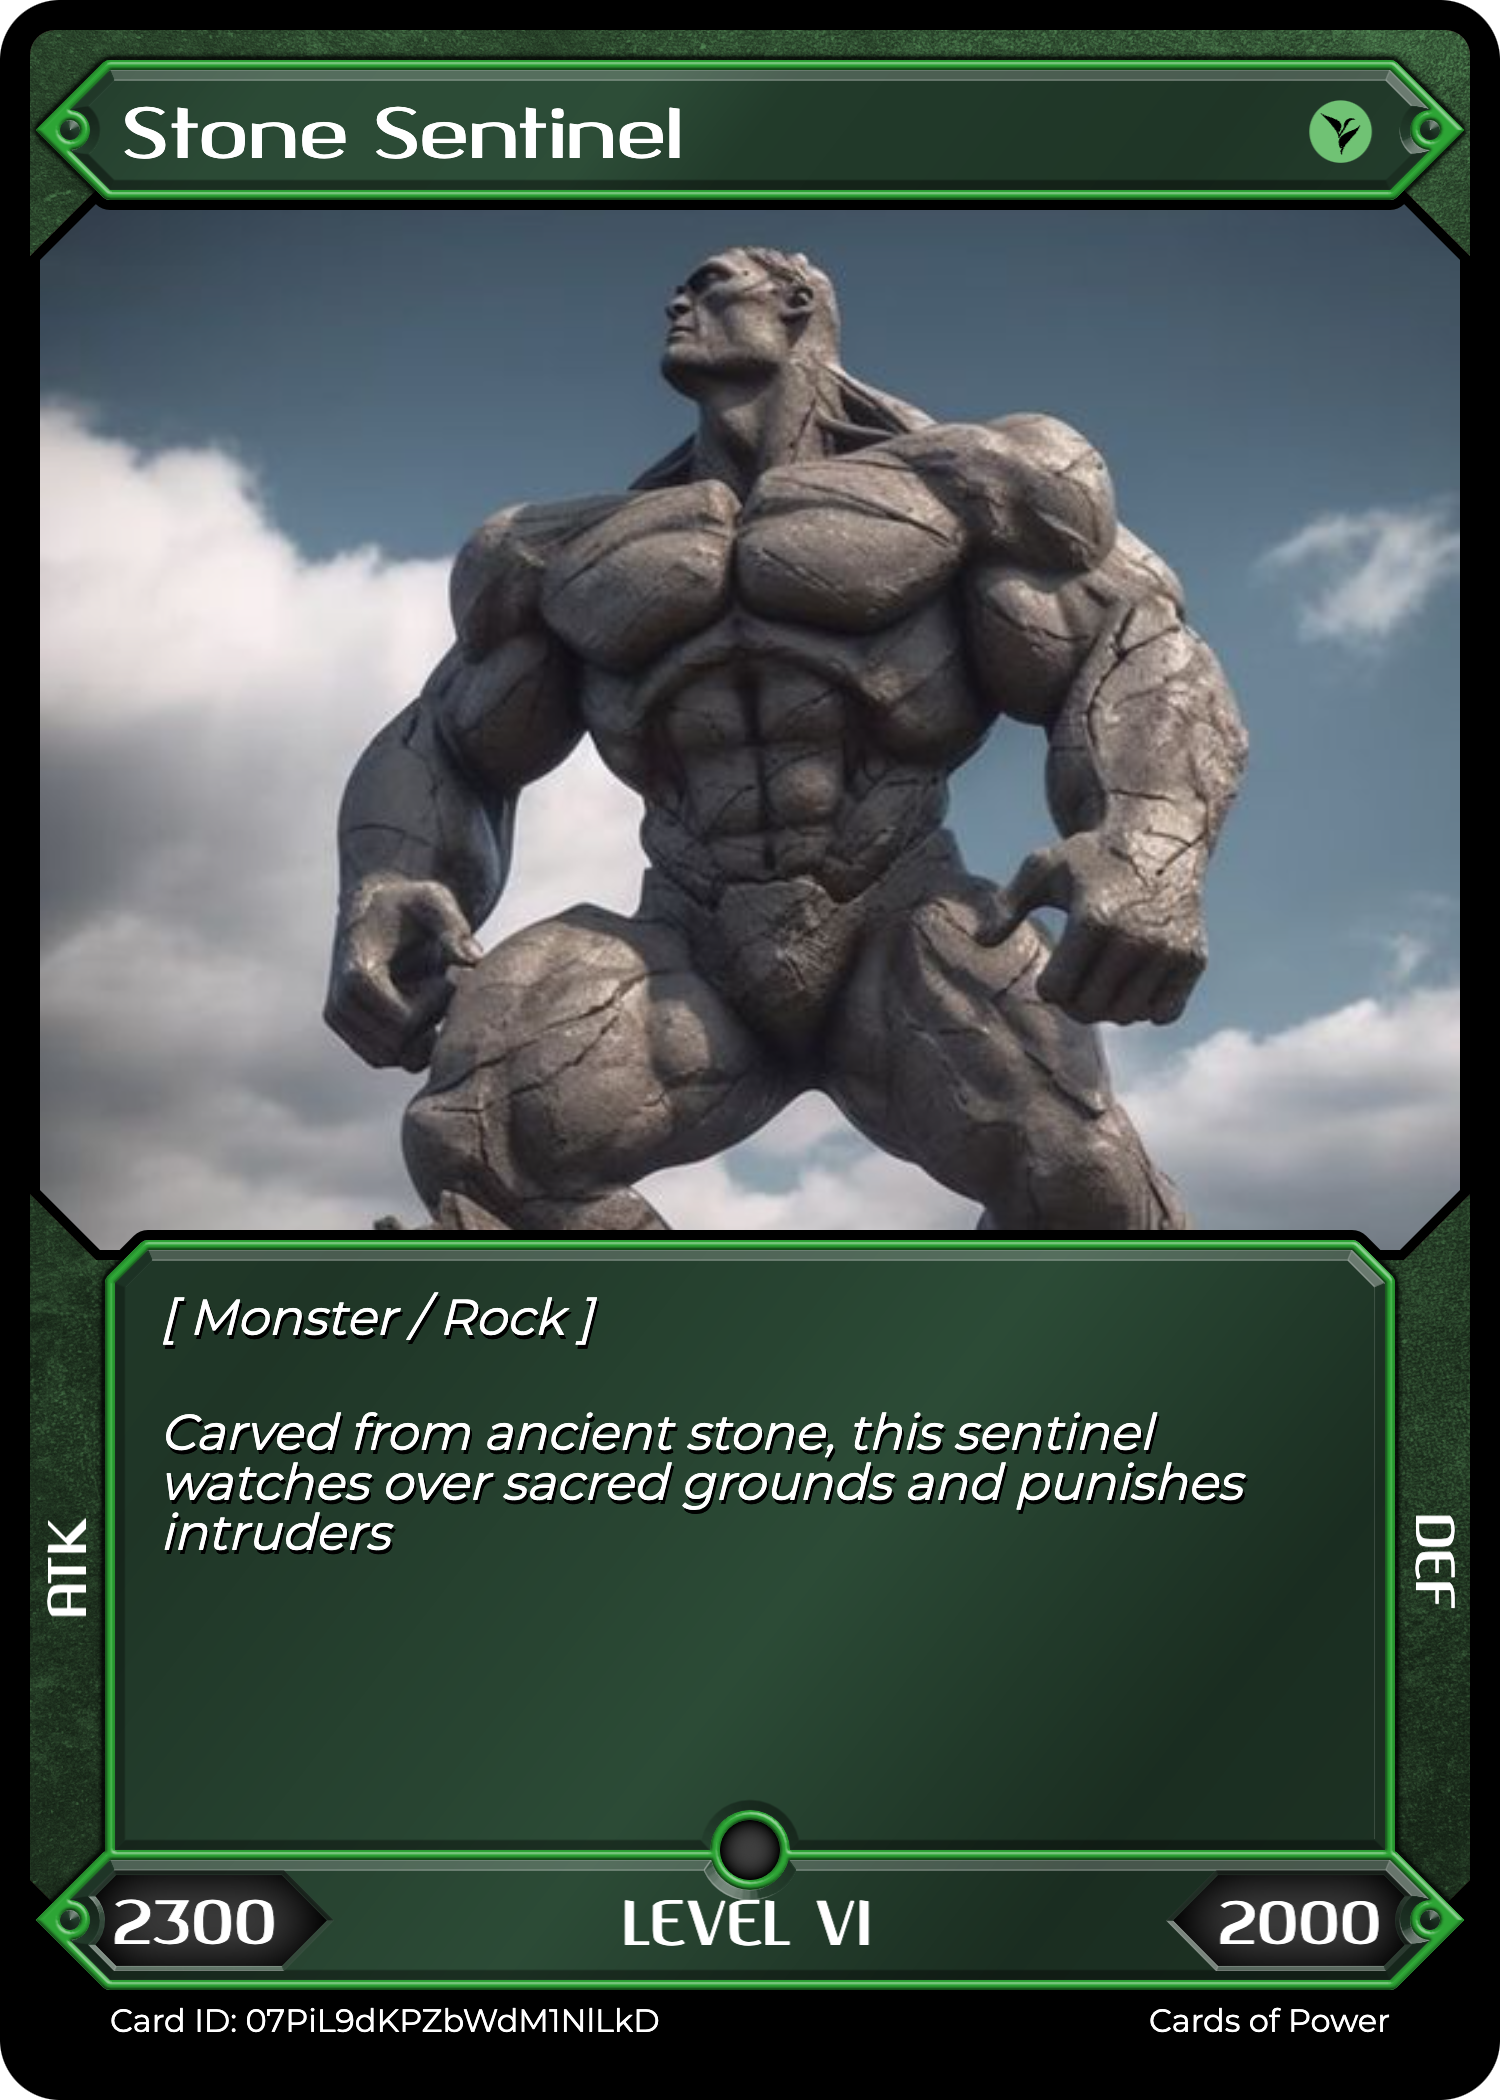 Stone Sentinel
[ Monster / Rock ]
Carved from ancient stone, this sentinel
watches over sacred grounds and punishes
intruders
ATK
DEF
2300
LEVEL VI
2000
Card ID: 07PiL9dKPZbWdM1NlLkD
Cards of Power